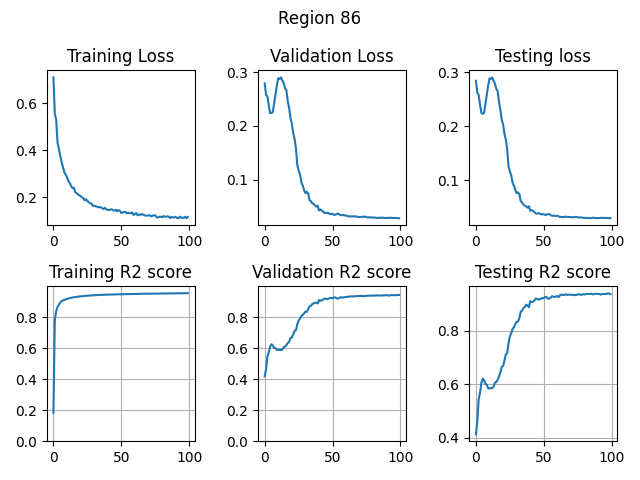 Region 86
Training Loss
Validation Loss
Testing loss
0.6
0.4
0.2
0 50 100
0.3
0.2
0.1
0 50 100
0.3
0.2
0.1
0 50 100
Training R2 score
Validation R2 score
Testing R2 score
0.8
0.6
0.4
0.2
0.0
0 50 100
0.8
0.6
0.4
0.2
0.0
0 50 100
0.8
0.6
0.4
0 50 100